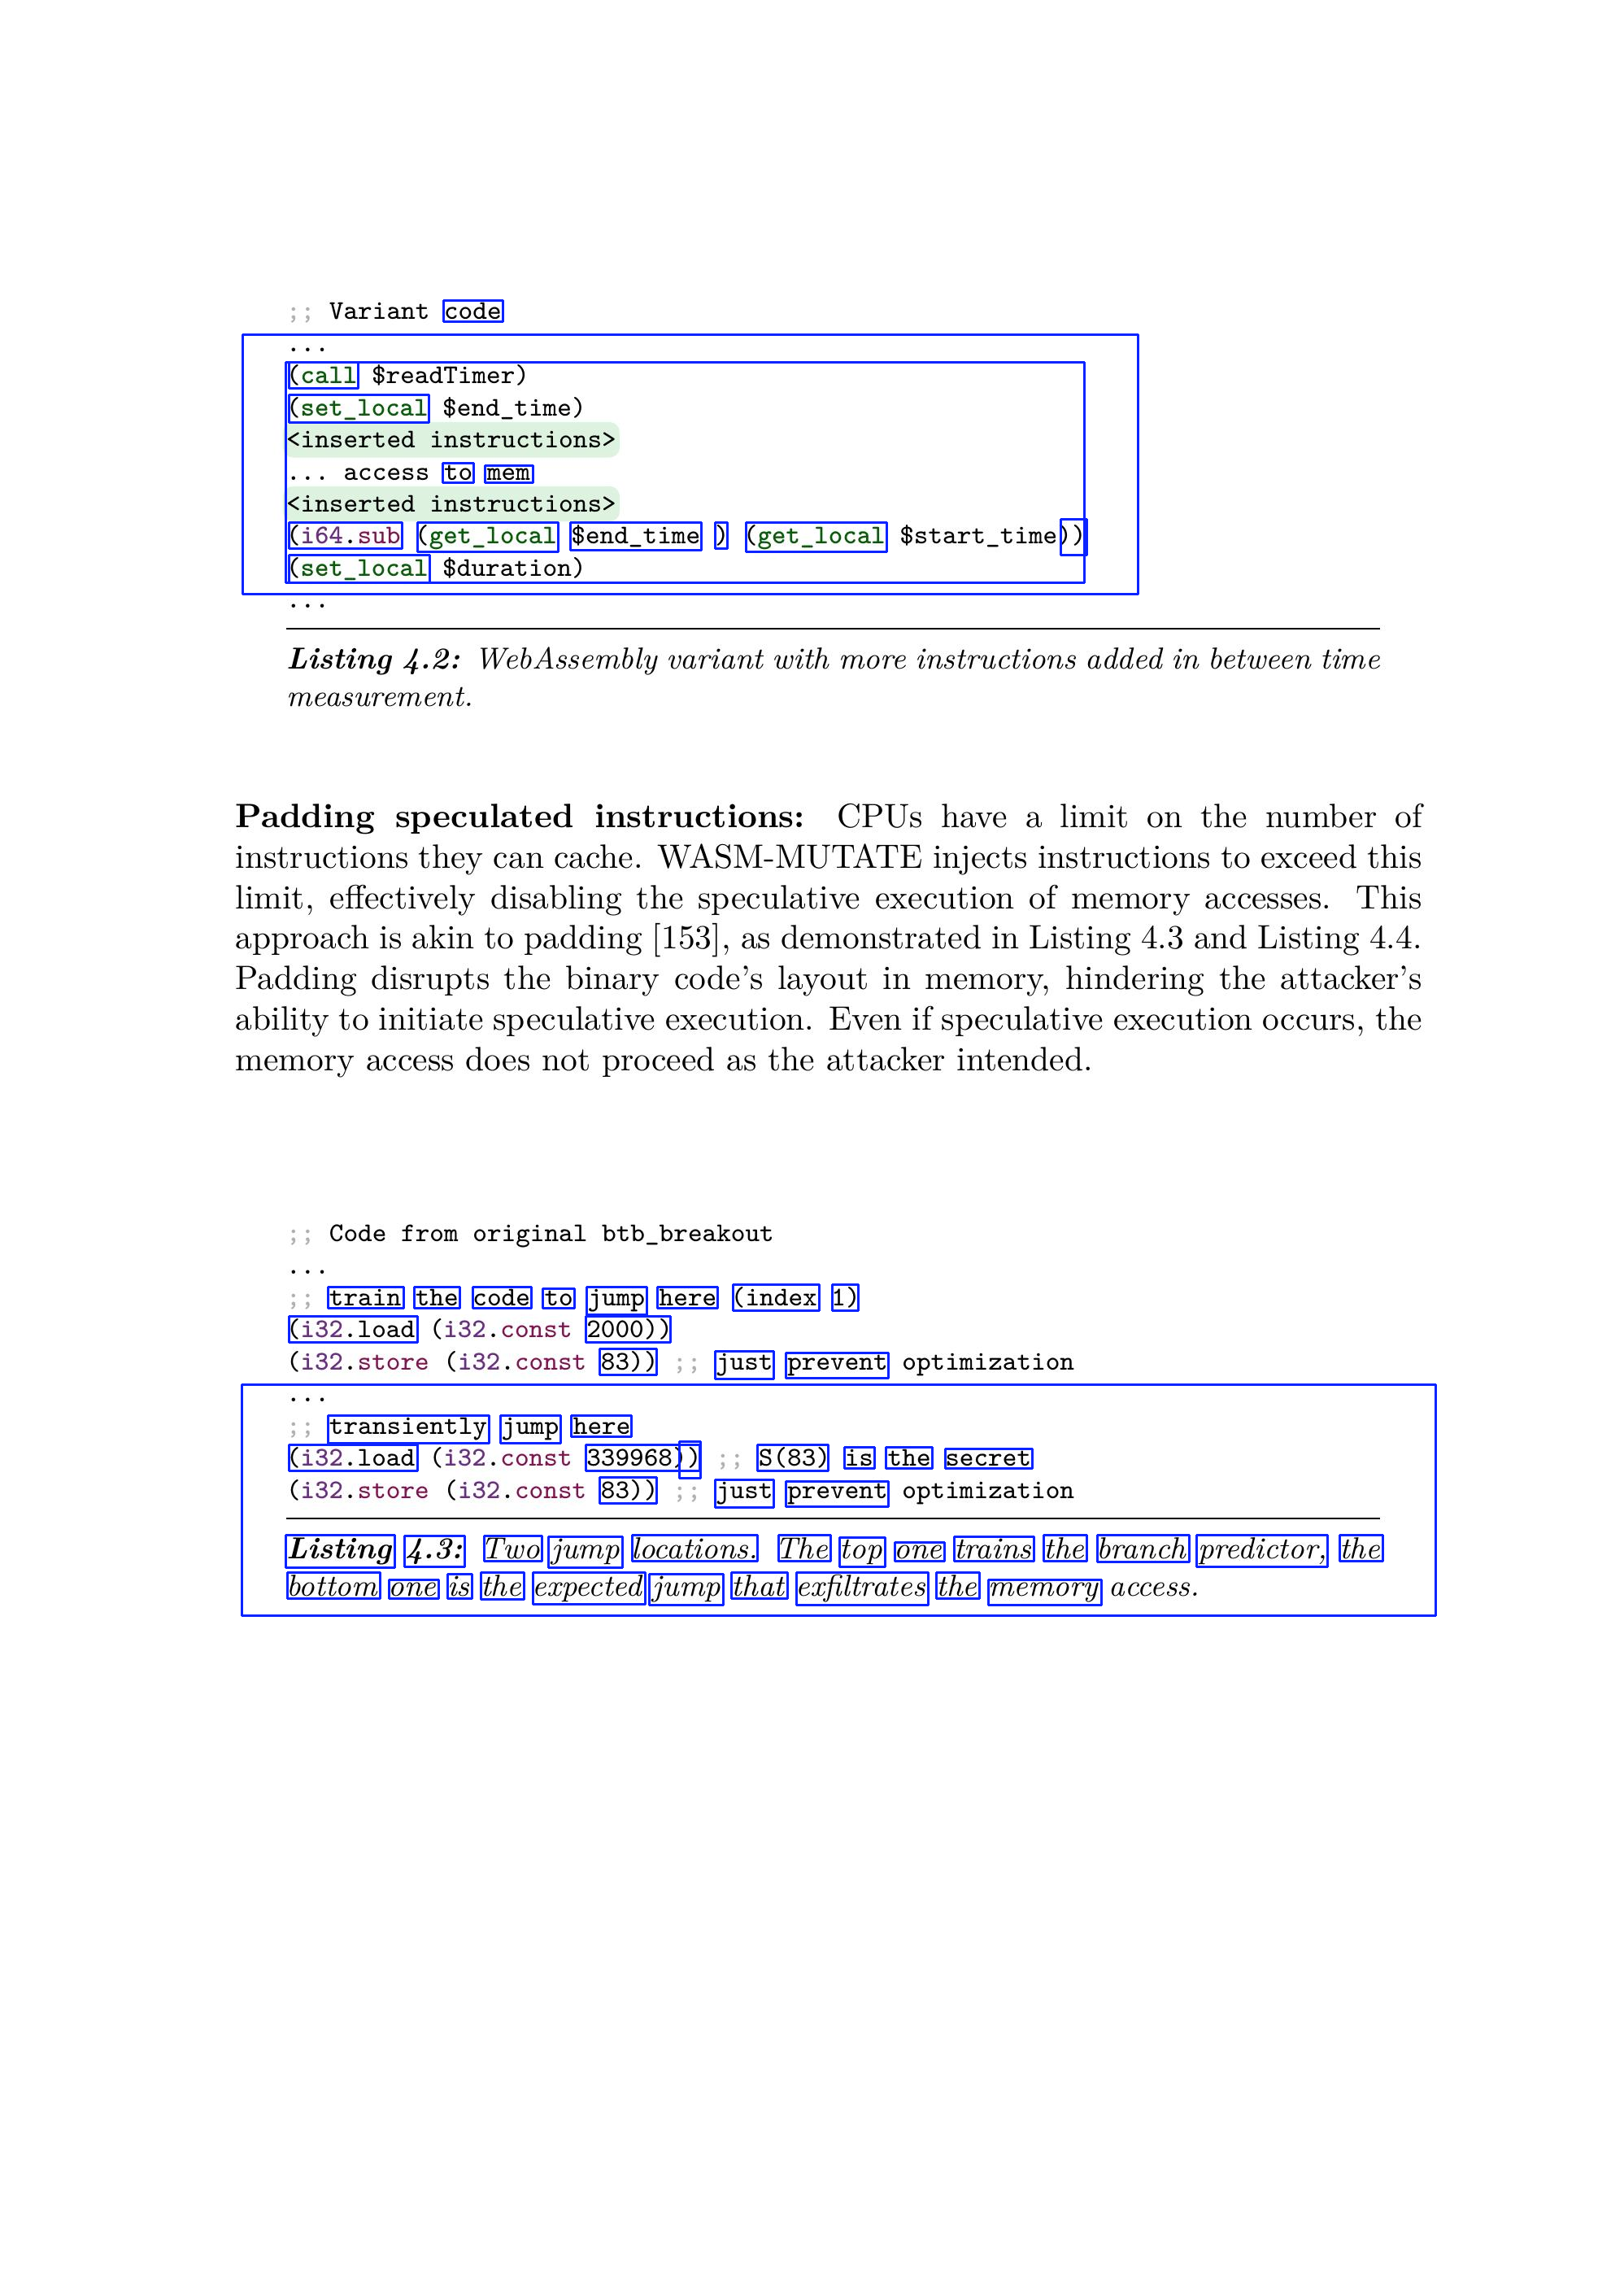 ;; Variant code
...
(call $readTimer)
(set_local $end_time)
<inserted instructions>
... access to mem
<inserted instructions>
(i64.sub (get_local $end_time ) (get_local $start_time))
(set_local $duration)
...
Listing 4.2: WebAssembly variant with more instructions added in between time
measurement.
Padding speculated instructions: CPUs have a limit on the number of
instructions they can cache. WASM-MUTATE injects instructions to exceed this
limit, effectively disabling the speculative execution of memory accesses. This
approach is akin to padding [153], as demonstrated in Listing 4.3 and Listing 4.4.
Padding disrupts the binary code's layout in memory, hindering the attacker's
ability to initiate speculative execution. Even if speculative execution occurs, the
memory access does not proceed as the attacker intended.
;; Code from original btb_breakout
...
;; train the code to jump here (index 1)
(i32.load (i32.const 2000))
(i32.store (i32.const 83)) ;; just prevent optimization
...
;; transiently jump here
(i32.load (i32.const 339968)) ;; S(83) is the secret
(i32.store (i32.const 83)) ;; just prevent optimization
Listing 4.3: Two jump locations. The top one trains the branch predictor, the
bottom one is the expected jump that exfiltrates the memory access.